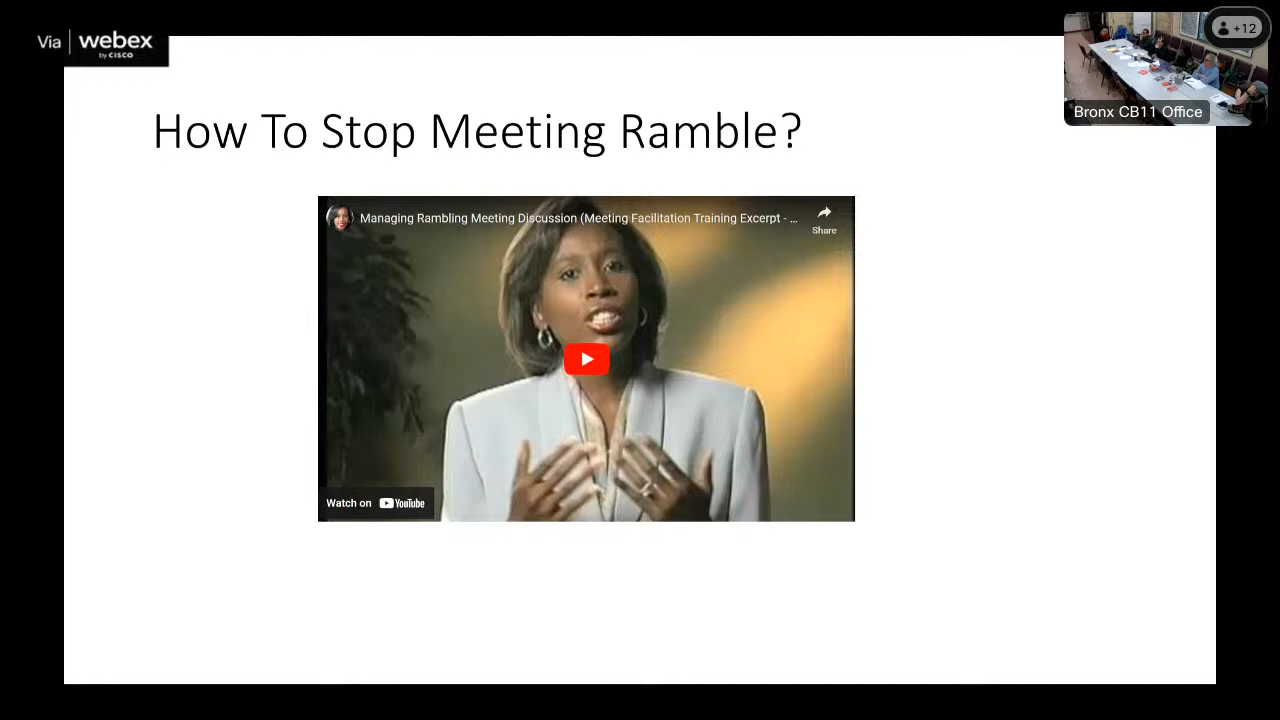 Via webex
by CISCO
+12
Bronx CB11 Office
How To Stop Meeting Ramble?
Managing Rambling Meeting Discussion (Meeting Facilitation Training Excerpt - ...
Share
Watch on YouTube